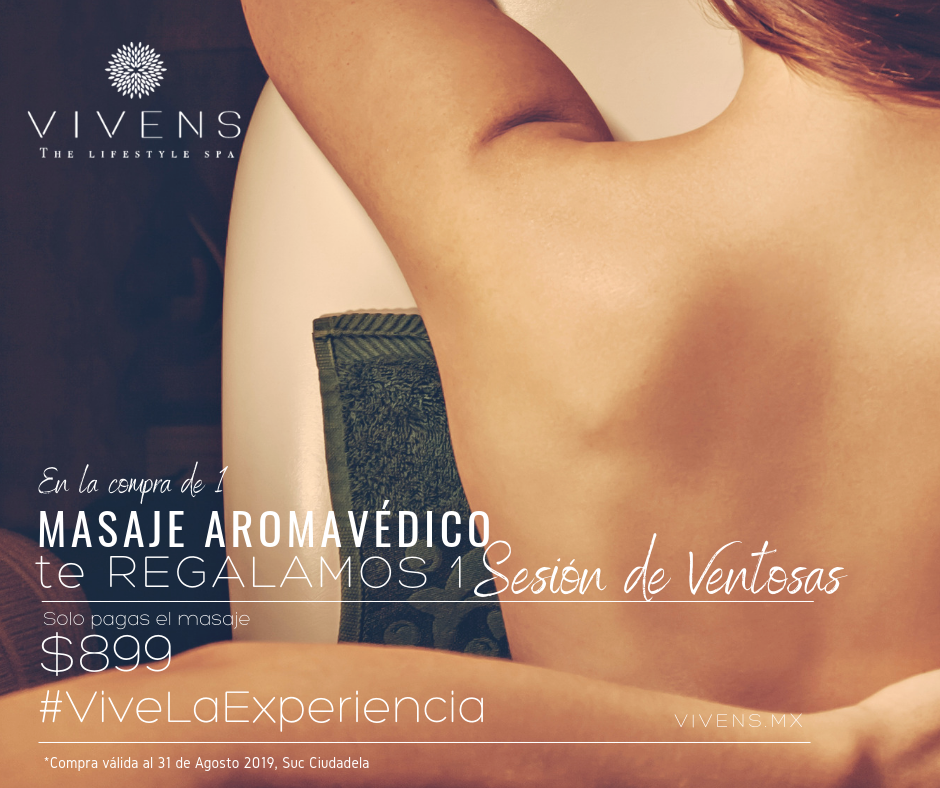 VIVENS
THE LIFESTYLE SPA
En la compra de 1
MASAJE AROMAVÉDICO
te REGALAMOS 1 Sesión de Ventosas
Solo pagas el masaje
$899
#ViveLaExperiencia
VIVENS.MX
*Compra válida al 31 de Agosto 2019, Suc Ciudadela